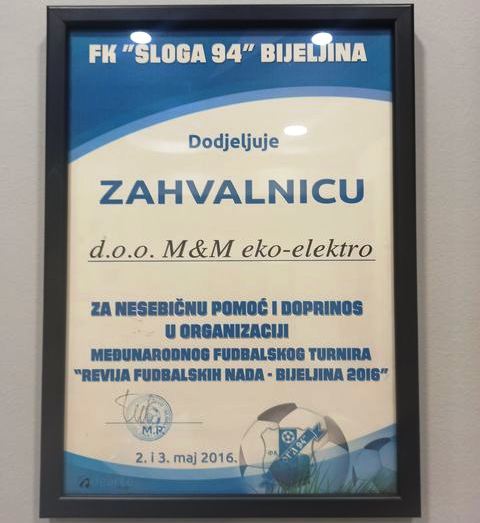 FK "SLOGA 94" BIJELJINA
Dodjeljuje
ZAHVALNICU
d.o.o. M&M eko-elektro
ZA NESEBIČNU POMOĆ I DOPRINOS
U ORGANIZACIJI
MEĐUNARODNOG FUDBALSKOG TURNIRA
"REVIJA FUDBALSKIH NADA - BIJELJINA 2016"
M.P.
2. i 3. maj 2016.